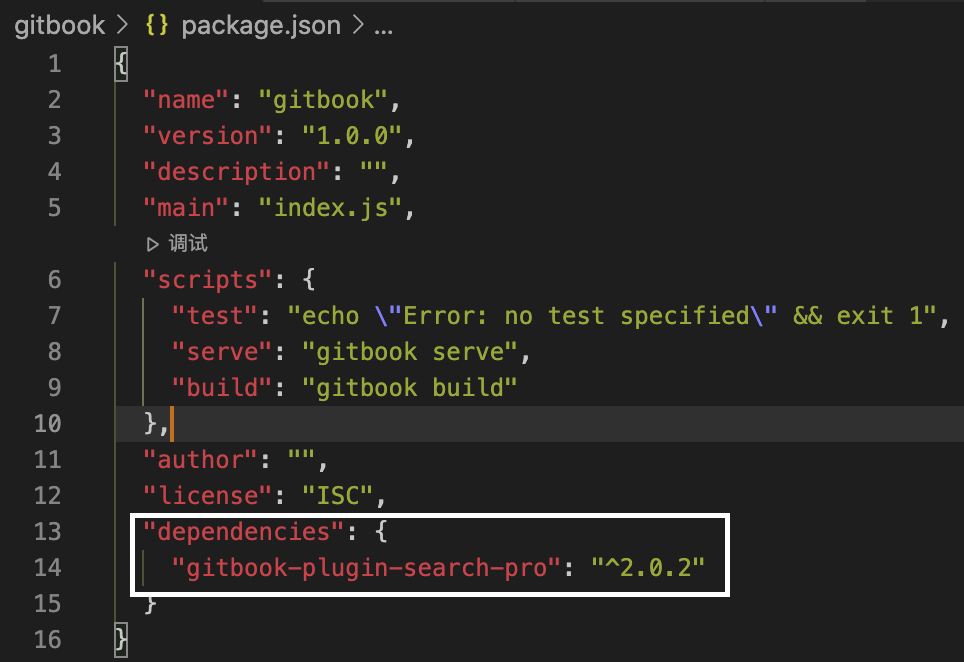 gitbook > {} package.json > ...
1 {
2 "name": "gitbook",
3 "version": "1.0.0",
4 "description": "",
5 "main": "index.js",
调试
6 "scripts": {
7 "test": "echo \"Error: no test specified\" && exit 1",
8 "serve": "gitbook serve",
9 "build": "gitbook build"
10 },
11 "author": "",
12 "license": "ISC",
13 "dependencies": {
14 "gitbook-plugin-search-pro": "^2.0.2"
15 }
16 }